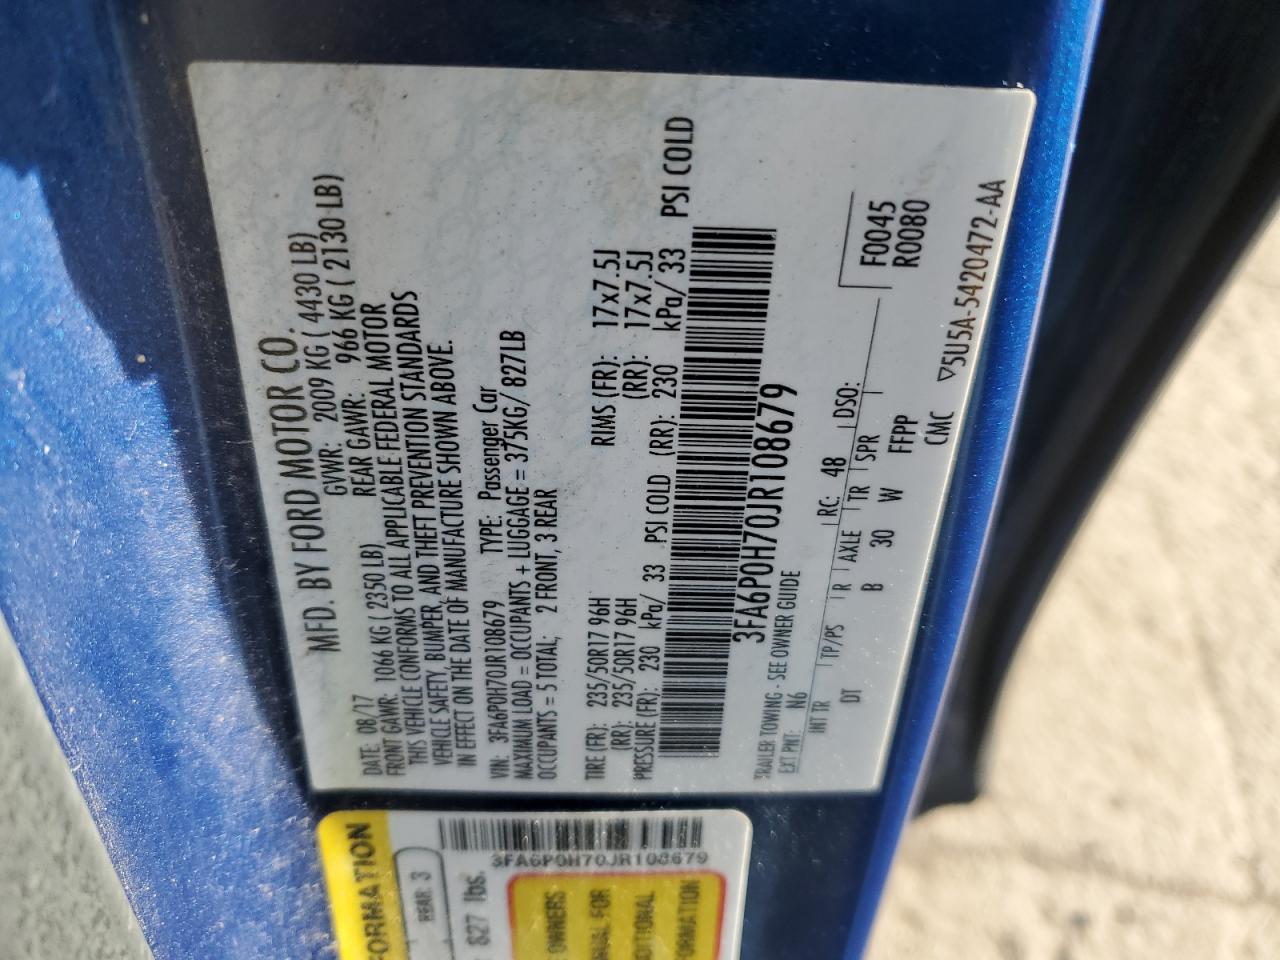 MFD. BY FORD MOTOR CO.
DATE: 08/17 GVWR: 2009 KG ( 4430 LB)
FRONT GAWR: 1066 KG ( 2350 LB) REAR GAWR: 966 KG ( 2130 LB)
THIS VEHICLE CONFORMS TO ALL APPLICABLE FEDERAL MOTOR
VEHICLE SAFETY, BUMPER, AND THEFT PREVENTION STANDARDS
IN EFFECT ON THE DATE OF MANUFACTURE SHOWN ABOVE.
VIN: 3FA6P0H70JR108679 TYPE: Passenger Car
MAXIMUM LOAD = OCCUPANTS + LUGGAGE = 375KG/ 827LB
OCCUPANTS = 5 TOTAL; 2 FRONT, 3 REAR
TIRE (FR): 235/50R17 96H RIMS (FR): 17x7.5J
(RR): 235/50R17 96H (RR): 17x7.5J
PRESSURE (FR): 230 kPa/ 33 PSI COLD (RR): 230 kPa/ 33 PSI COLD
3FA6P0H70JR108679
TRAILER TOWING - SEE OWNER GUIDE
F0045
R0080
EXT PNT: N6 RC: 48 DSO:
INT TR TP/PS R AXLE TR SPR
DT B 30 W FFPP
CMC ▽5U5A-5420472-AA
3FA6P0H70JR108679
FORMATION
REAR 3
827 lbs.
OWNERS
FOR
FORMATION